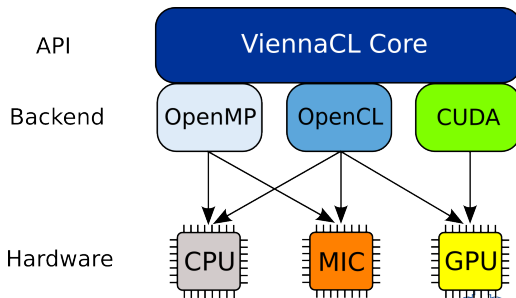 API
ViennaCL Core
Backend
OpenMP
OpenCL
CUDA
Hardware
CPU
MIC
GPU